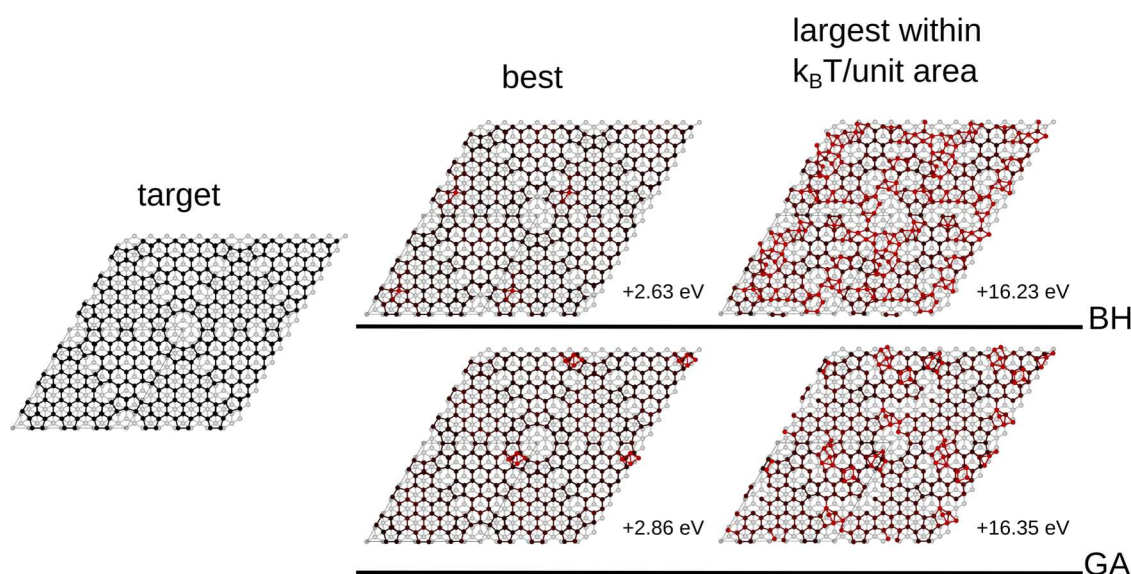 largest within
k_BT/unit area
best
target
+2.63 eV
+16.23 eV
BH
+2.86 eV
+16.35 eV
GA